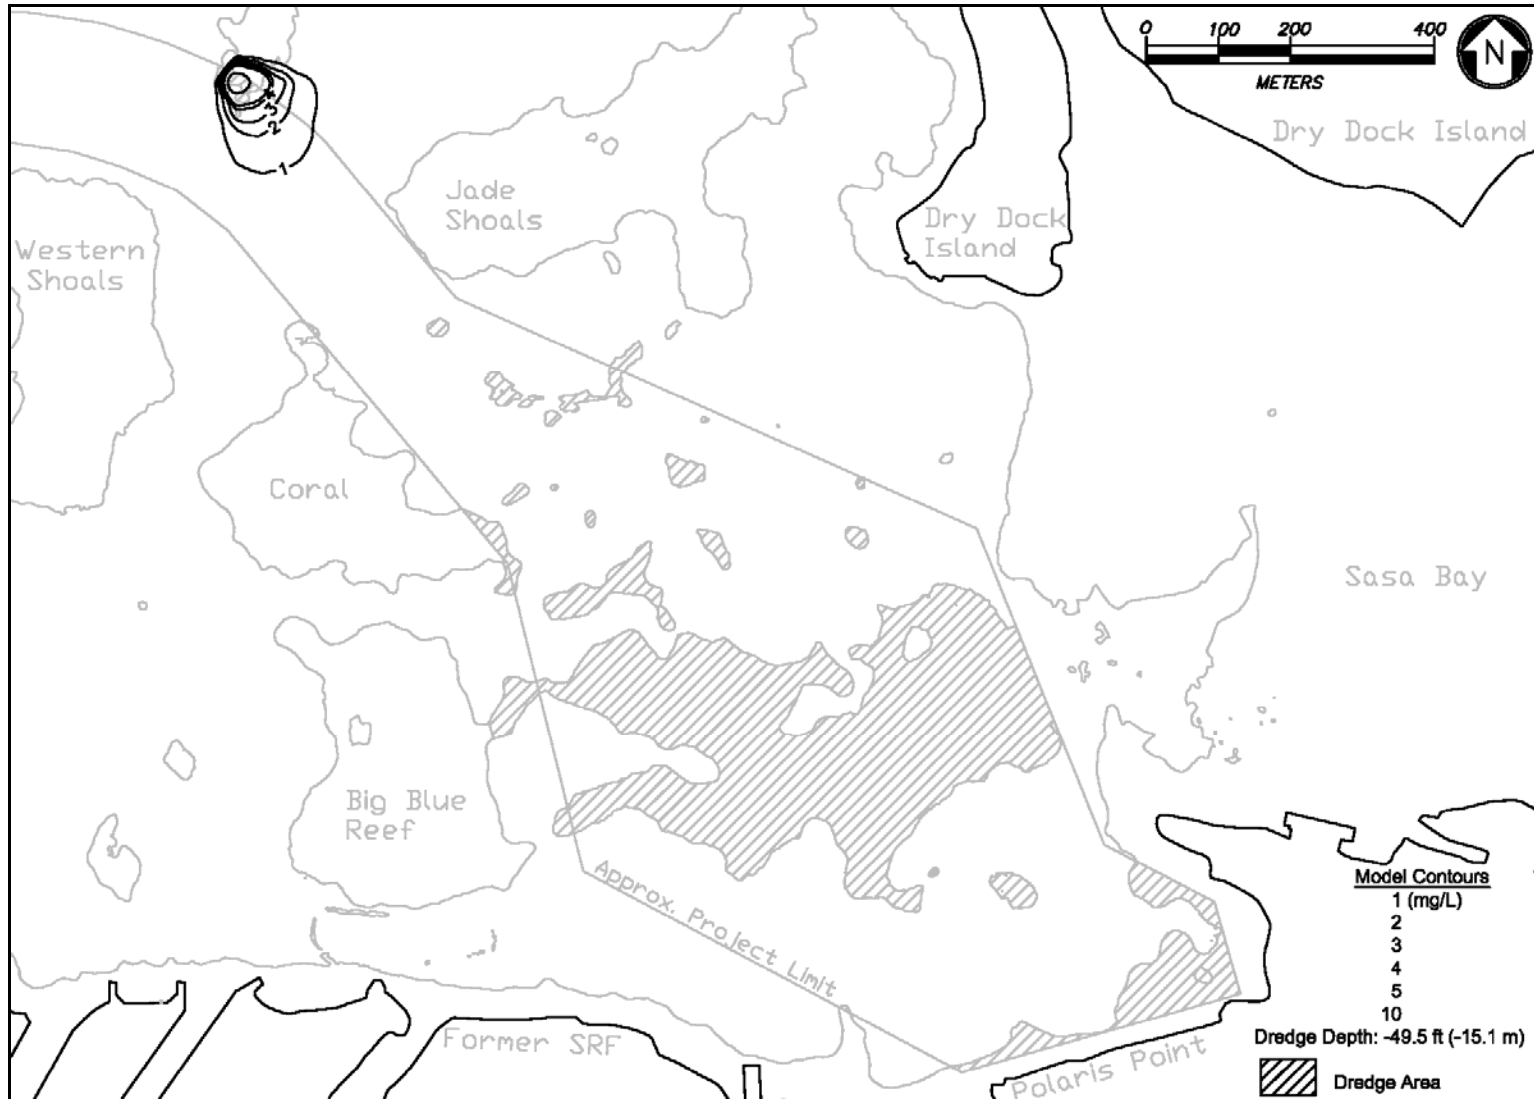 0 100 200 400
METERS
N
Dry Dock Island
4
3
2
1
Jade
Shoals
Dry Dock
Island
Western
Shoals
Coral
Sasa Bay
Big Blue
Reef
Approx. Project Limit
Former SRF
Polaris Point
Model Contours
1 (mg/L)
2
3
4
5
10
Dredge Depth: -49.5 ft (-15.1 m)
Dredge Area